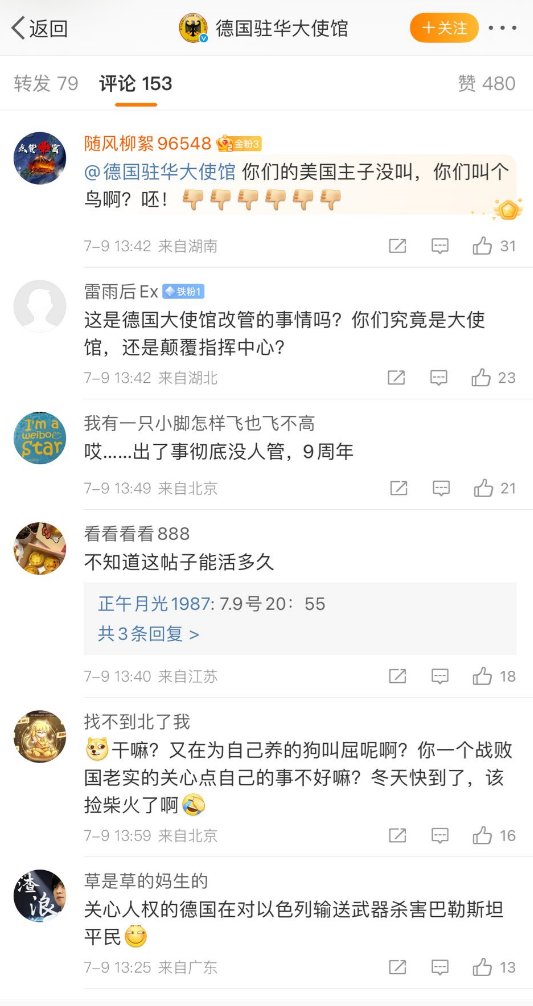 返回
德国驻华大使馆
+关注
转发 79
评论 153
赞 480
随风柳絮96548 金粉3
@德国驻华大使馆 你们的美国主子没叫，你们叫个
鸟啊？呸！
7-9 13:42 来自湖南
31
雷雨后Ex 铁粉1
这是德国大使馆改管的事情吗？你们究竟是大使
馆，还是颠覆指挥中心？
7-9 13:42 来自湖北
23
I'm a
weibo
Star
我有一只小脚怎样飞也飞不高
哎……出了事彻底没人管，9周年
7-9 13:49 来自北京
21
看看看看888
不知道这帖子能活多久
正午月光1987: 7.9号20：55
共3条回复 >
7-9 13:40 来自江苏
18
找不到北了我
干嘛？又在为自己养的狗叫屈呢啊？你一个战败
国老实的关心点自己的事不好嘛？冬天快到了，该
捡柴火了啊
7-9 13:59 来自北京
16
渣
浪
草是草的妈生的
关心人权的德国在对以色列输送武器杀害巴勒斯坦
平民
7-9 13:25 来自广东
13